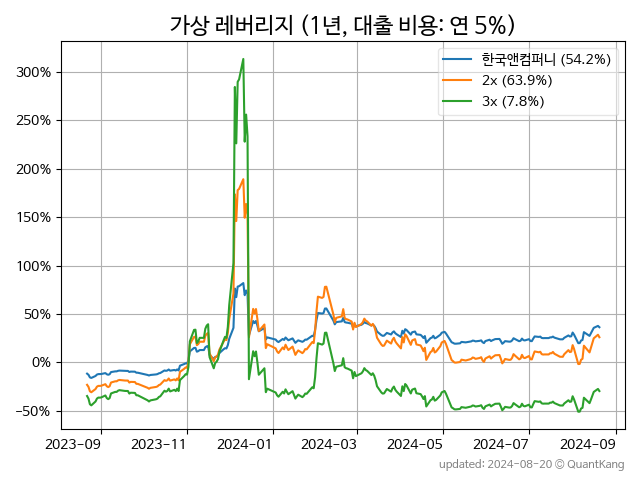 가상 레버리지 (1년, 대출 비용: 연 5%)
한국앤컴퍼니 (54.2%)
2x (63.9%)
3x (7.8%)
300%
250%
200%
150%
100%
50%
0%
−50%
2023-09 2023-11 2024-01 2024-03 2024-05 2024-07 2024-09
updated: 2024-08-20 @ QuantKang